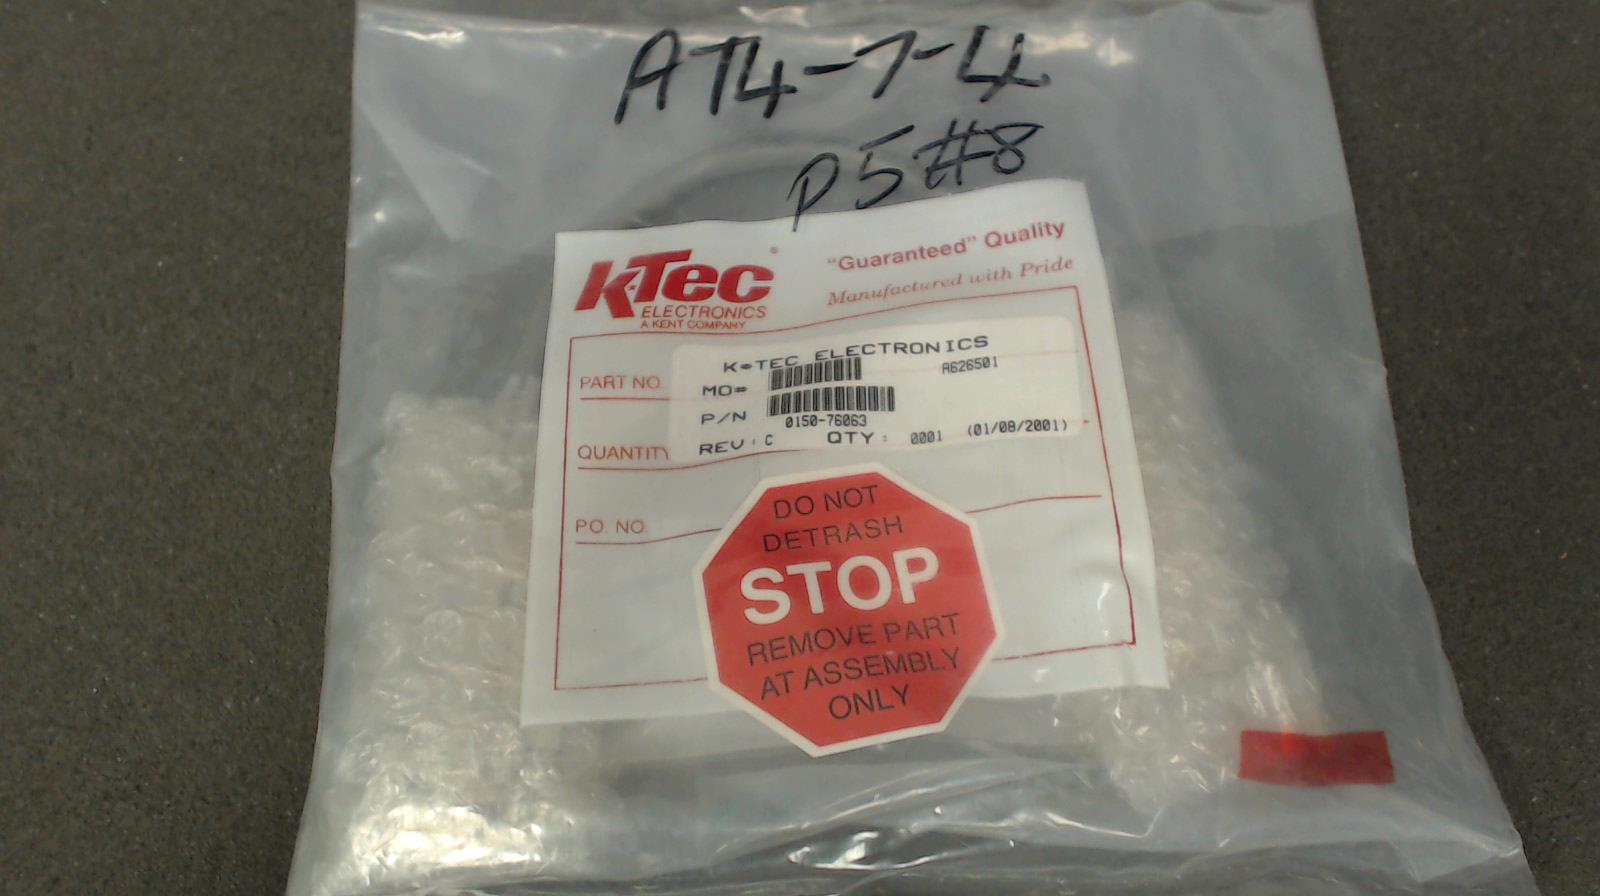 AT4-7-4
P5#8
K-Tec ®
ELECTRONICS
A KENT COMPANY
"Guaranteed" Quality
Manufactured with Pride
K-TEC ELECTRONICS
PART NO.
MO# A626501
P/N 0150-76063
REV: C QTY: 0001 (01/08/2001)
QUANTITY
P.O. NO.
DO NOT
DETRASH
STOP
REMOVE PART
AT ASSEMBLY
ONLY